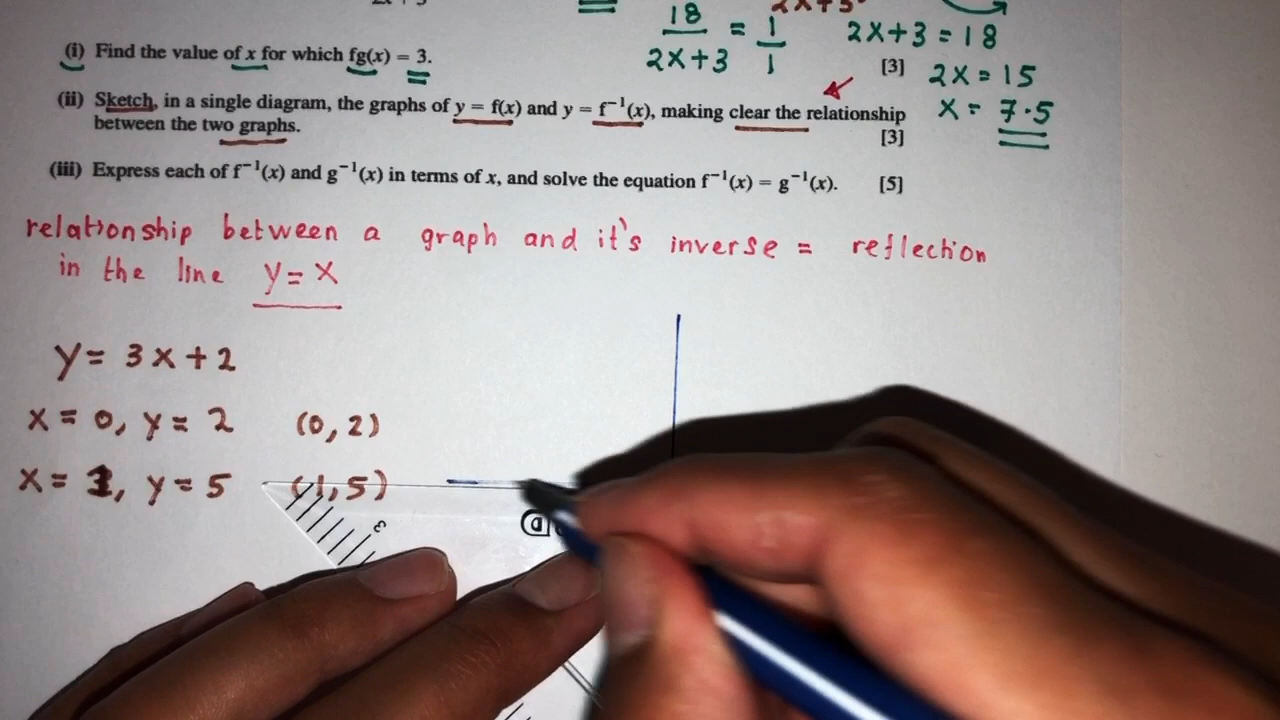 18/2x+3 = 1/1
2x+3 = 18
(i) Find the value of x for which fg(x) = 3. [3]
2x = 15
x = 7.5
(ii) Sketch, in a single diagram, the graphs of y = f(x) and y = f⁻¹(x), making clear the relationship
between the two graphs. [3]
(iii) Express each of f⁻¹(x) and g⁻¹(x) in terms of x, and solve the equation f⁻¹(x) = g⁻¹(x). [5]
relationship between a graph and it's inverse = reflection
in the line y = x
y = 3x + 2
x = 0, y = 2 (0, 2)
x = 1, y = 5 (1, 5)